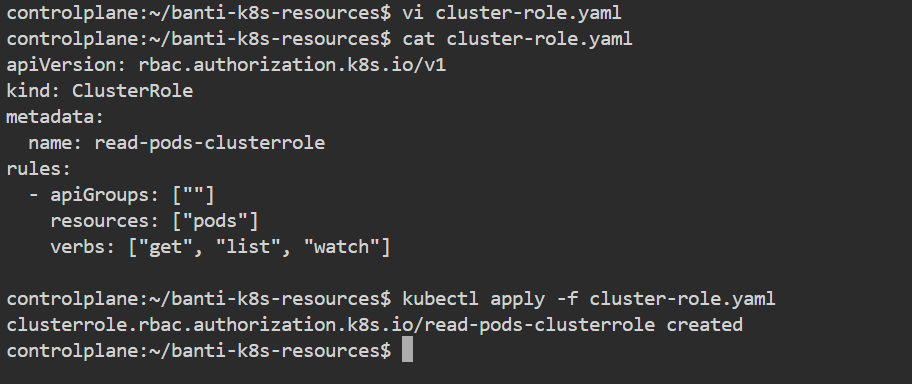 controlplane:~/banti-k8s-resources$ vi cluster-role.yaml
controlplane:~/banti-k8s-resources$ cat cluster-role.yaml
apiVersion: rbac.authorization.k8s.io/v1
kind: ClusterRole
metadata:
  name: read-pods-clusterrole
rules:
  - apiGroups: [""]
    resources: ["pods"]
    verbs: ["get", "list", "watch"]

controlplane:~/banti-k8s-resources$ kubectl apply -f cluster-role.yaml
clusterrole.rbac.authorization.k8s.io/read-pods-clusterrole created
controlplane:~/banti-k8s-resources$